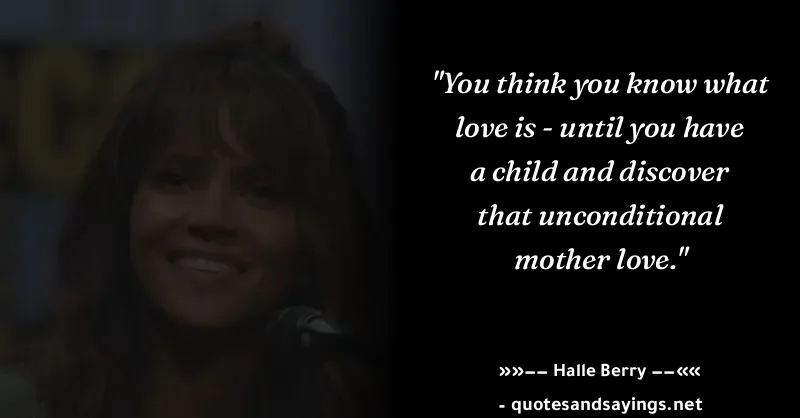 "You think you know what
love is - until you have
a child and discover
that unconditional
mother love."
»»−− Halle Berry −−««
- quotesandsayings.net